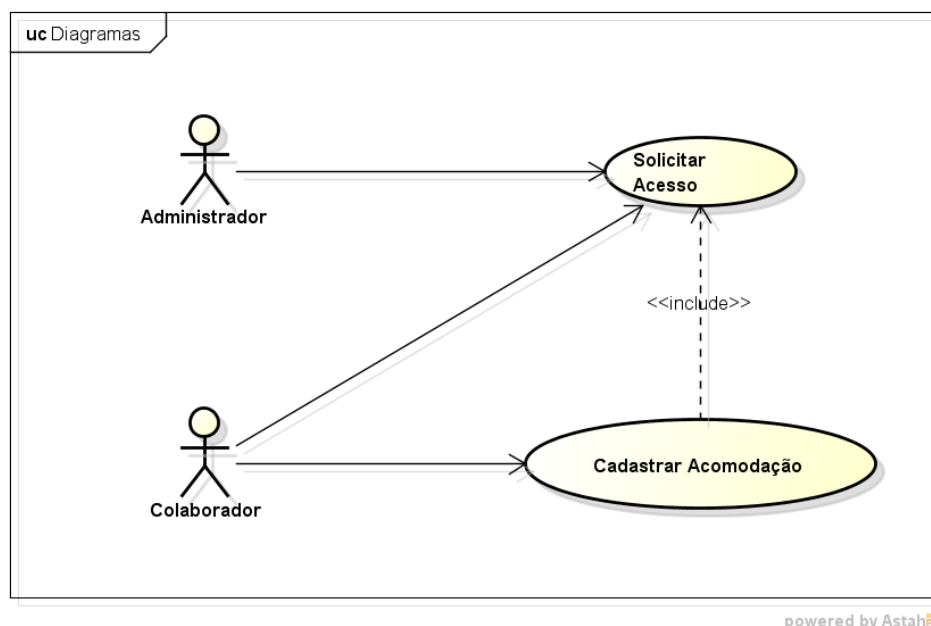 uc Diagramas
Solicitar
Acesso
Administrador
<<include>>
Cadastrar Acomodação
Colaborador
powered by Astah